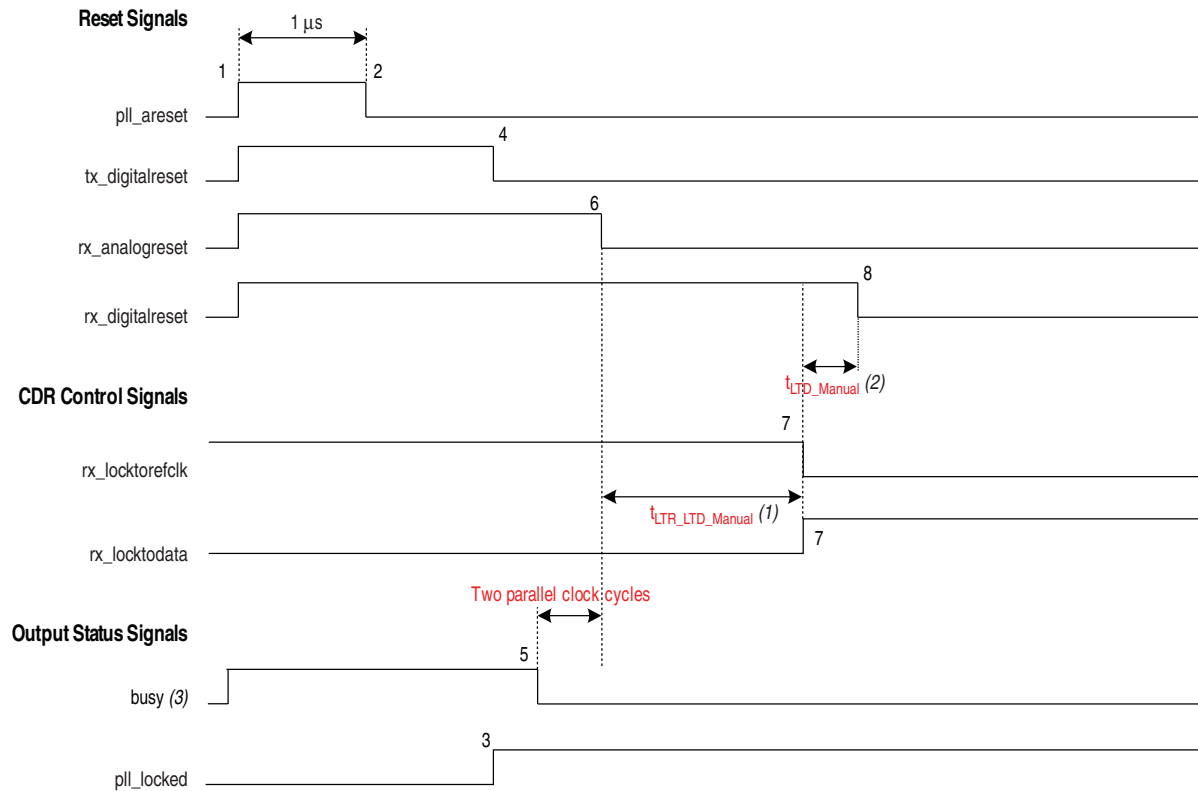 Reset Signals
1 μs
1
2
pll_areset
4
tx_digitalreset
6
rx_analogreset
8
rx_digitalreset
tLTD_Manual (2)
CDR Control Signals
7
rx_locktorefclk
tLTR_LTD_Manual (1)
7
rx_locktodata
Two parallel clock cycles
Output Status Signals
5
busy (3)
3
pll_locked